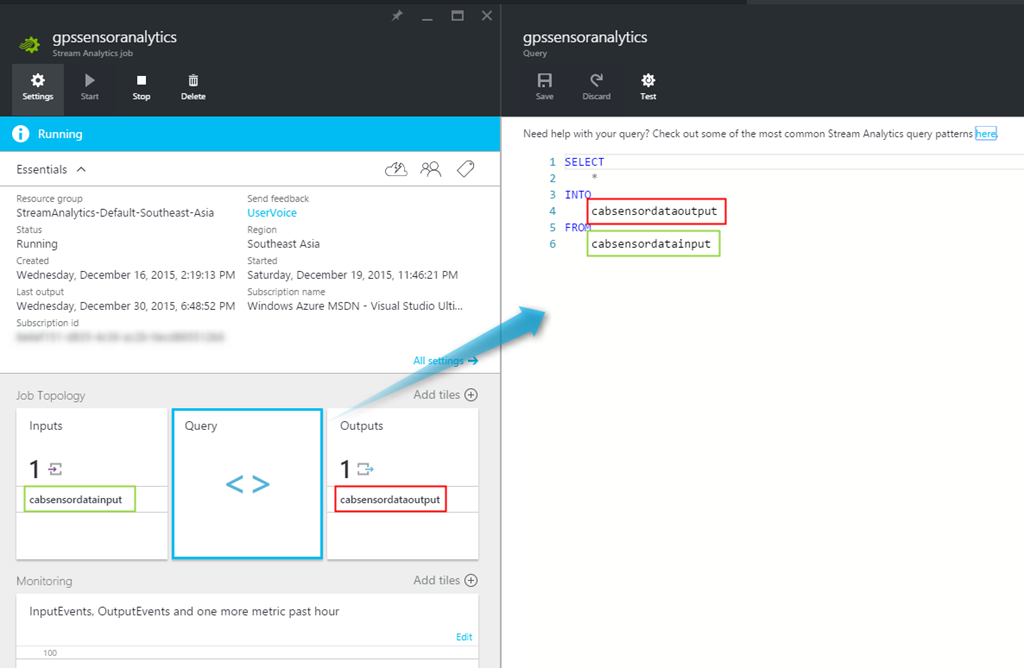 gpssensoranalytics
Stream Analytics job
Settings
Start
Stop
Delete
Running
Essentials
Resource group
StreamAnalytics-Default-Southeast-Asia
Send feedback
UserVoice
Status
Running
Region
Southeast Asia
Created
Wednesday, December 16, 2015, 2:19:13 PM
Started
Saturday, December 19, 2015, 11:46:21 PM
Last output
Wednesday, December 30, 2015, 6:48:52 PM
Subscription name
Windows Azure MSDN - Visual Studio Ulti...
Subscription id
All settings
Job Topology
Add tiles
Inputs
1
cabsensordatainput
Query
< >
Outputs
1
cabsensordataoutput
Monitoring
Add tiles
InputEvents, OutputEvents and one more metric past hour
Edit
100
gpssensoranalytics
Query
Save
Discard
Test
Need help with your query? Check out some of the most common Stream Analytics query patterns here.
1 SELECT
2 *
3 INTO
4 cabsensordataoutput
5 FROM
6 cabsensordatainput